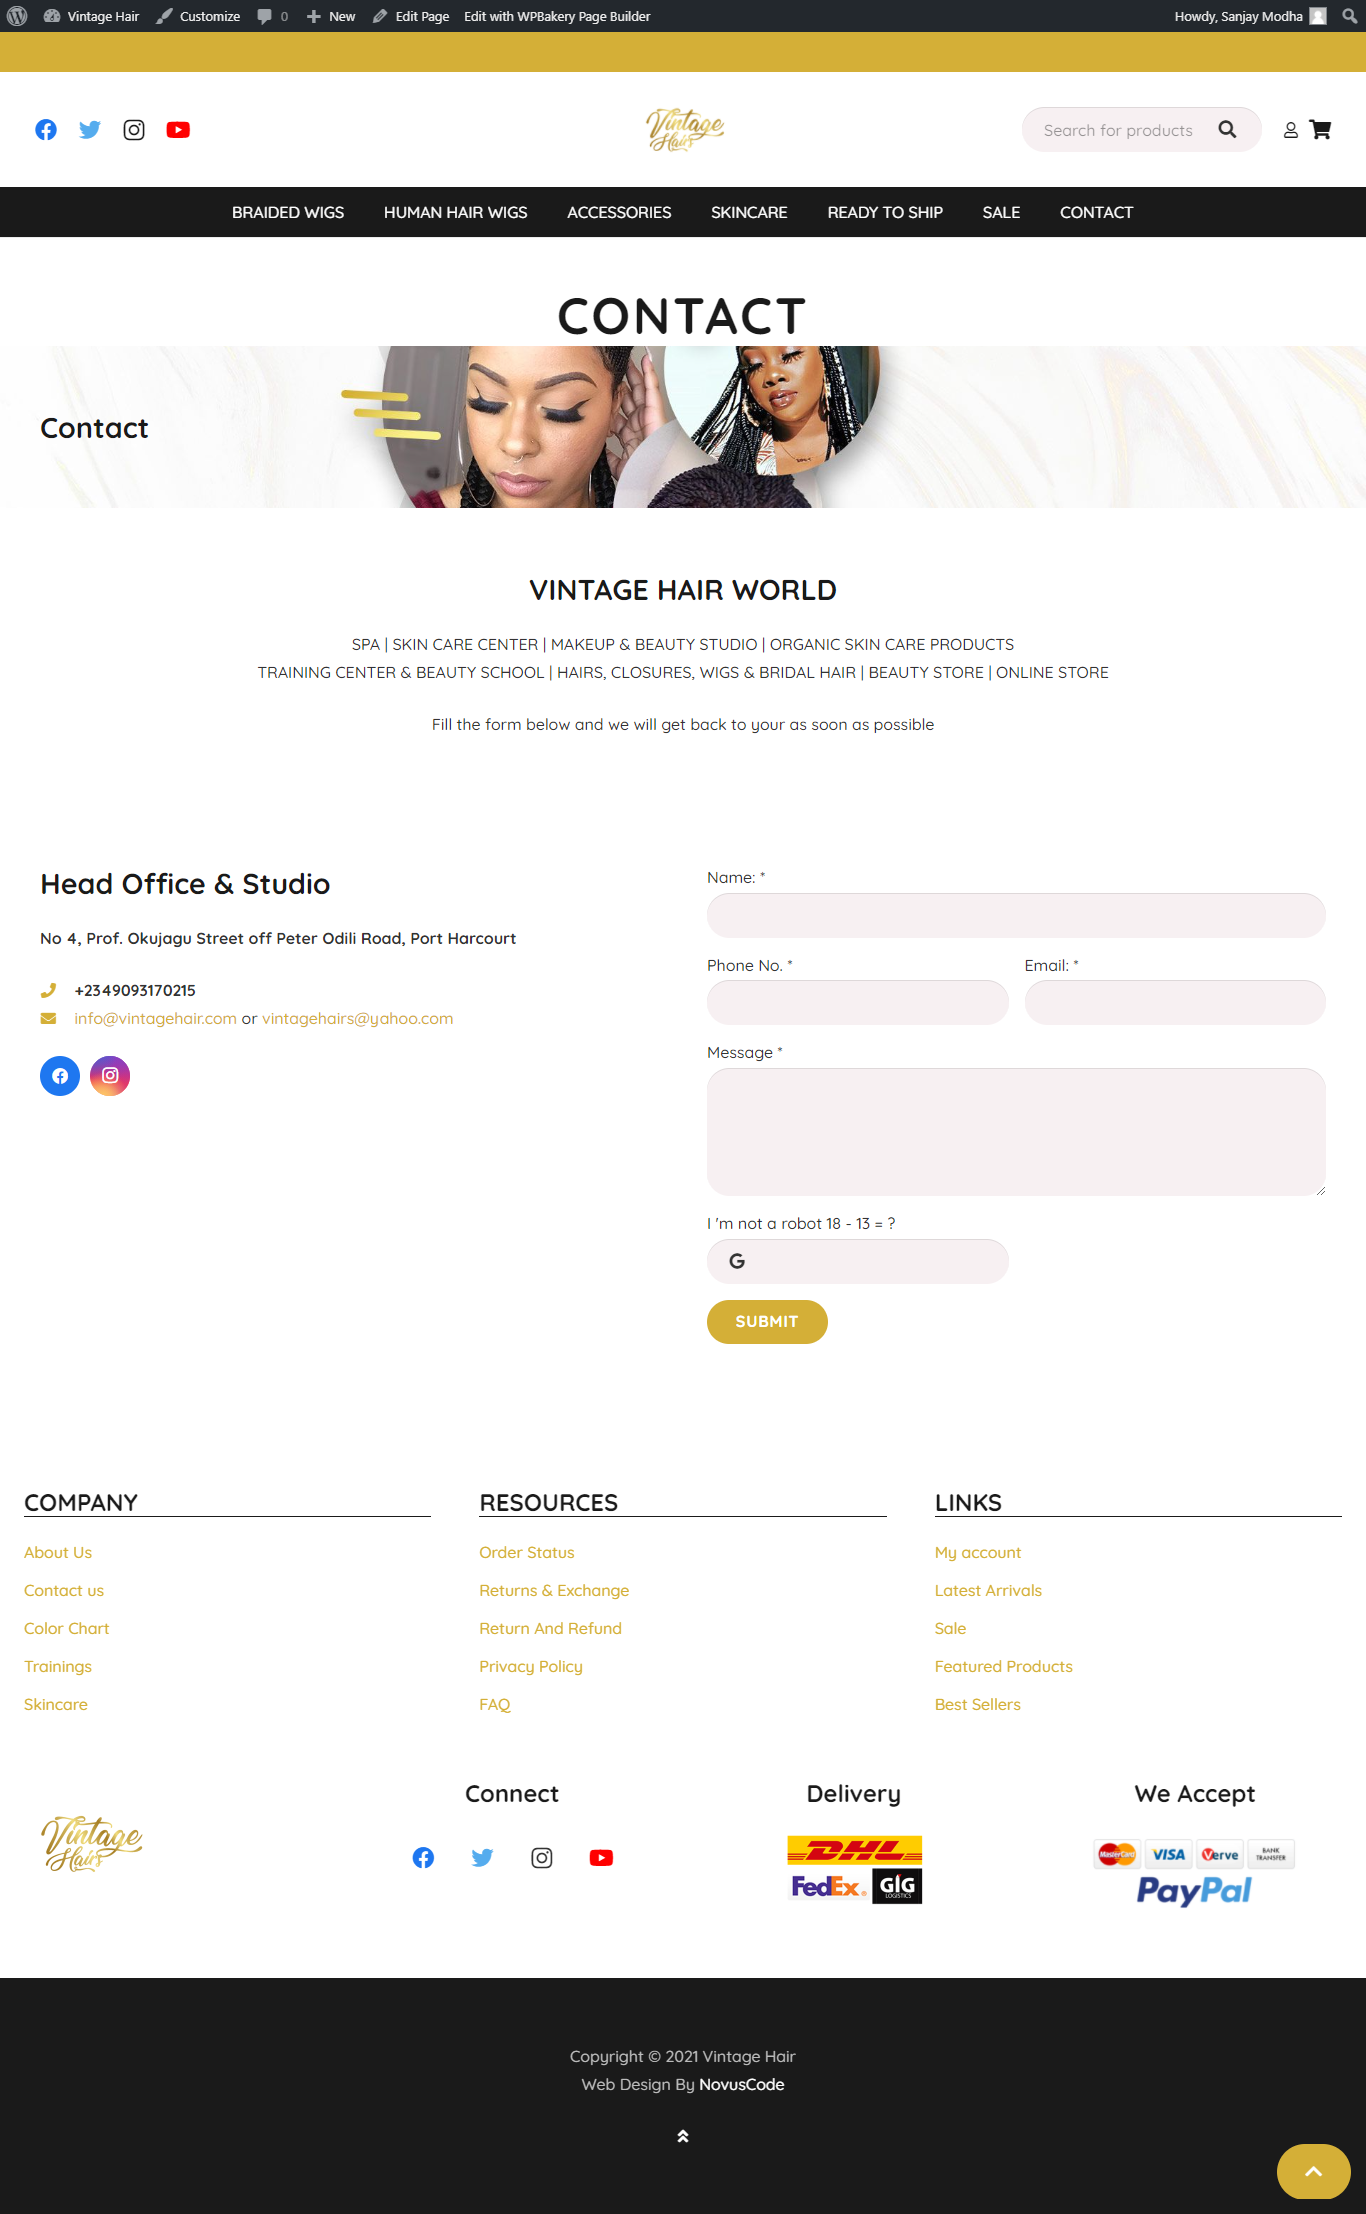 Vintage Hair Customize 0 New Edit Page Edit with WPBakery Page Builder Howdy, Sanjay Modha
Vintage
Hairs
Search for products
BRAIDED WIGS HUMAN HAIR WIGS ACCESSORIES SKINCARE READY TO SHIP SALE CONTACT
CONTACT
Contact
VINTAGE HAIR WORLD
SPA | SKIN CARE CENTER | MAKEUP & BEAUTY STUDIO | ORGANIC SKIN CARE PRODUCTS
TRAINING CENTER & BEAUTY SCHOOL | HAIRS, CLOSURES, WIGS & BRIDAL HAIR | BEAUTY STORE | ONLINE STORE
Fill the form below and we will get back to your as soon as possible
Head Office & Studio
No 4, Prof. Okujagu Street off Peter Odili Road, Port Harcourt
+2349093170215
info@vintagehair.com or vintagehairs@yahoo.com
Name: *
Phone No. * Email: *
Message *
I 'm not a robot 18 - 13 = ?
G
SUBMIT
COMPANY
About Us
Contact us
Color Chart
Trainings
Skincare
RESOURCES
Order Status
Returns & Exchange
Return And Refund
Privacy Policy
FAQ
LINKS
My account
Latest Arrivals
Sale
Featured Products
Best Sellers
Vintage
Hairs
Connect
Delivery
DHL
FedEx GIG
LOGISTICS
We Accept
MasterCard VISA Verve BANK TRANSFER
PayPal
Copyright © 2021 Vintage Hair
Web Design By NovusCode